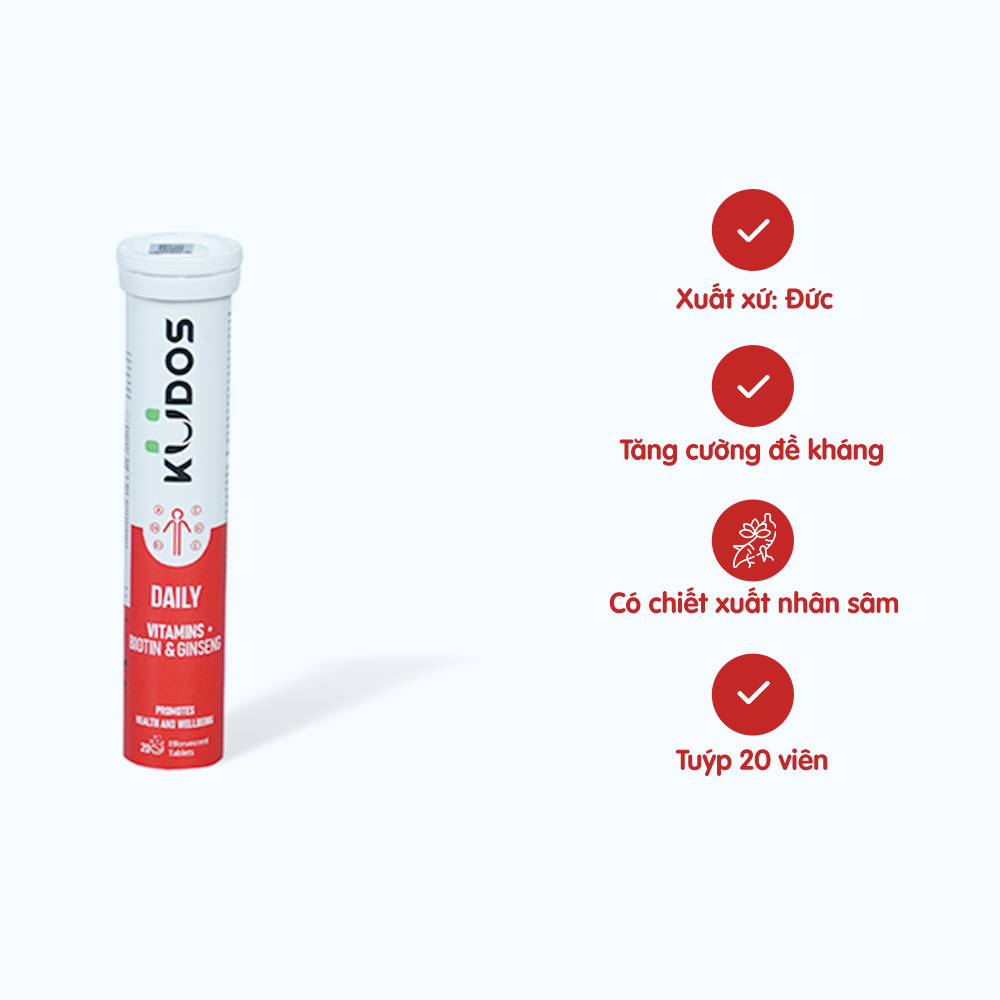 KÜDOS
DAILY
VITAMINS +
BIOTIN & GINSENG
PROMOTES
HEALTH AND WELLBEING
20
Effervescent
Tablets
Xuất xứ: Đức
Tăng cường đề kháng
Có chiết xuất nhân sâm
Tuýp 20 viên